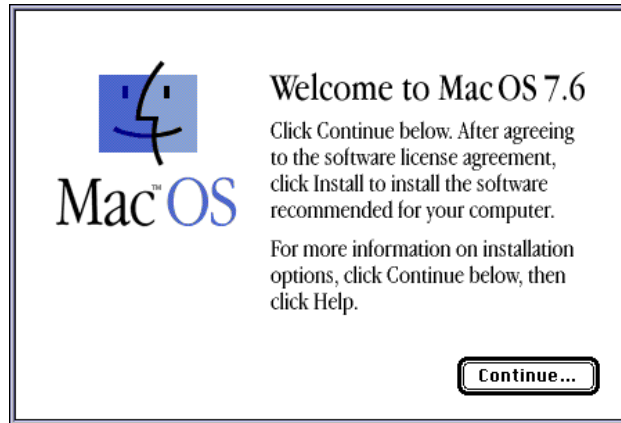 Mac™OS
Welcome to Mac OS 7.6
Click Continue below. After agreeing
to the software license agreement,
click Install to install the software
recommended for your computer.
For more information on installation
options, click Continue below, then
click Help.
Continue...